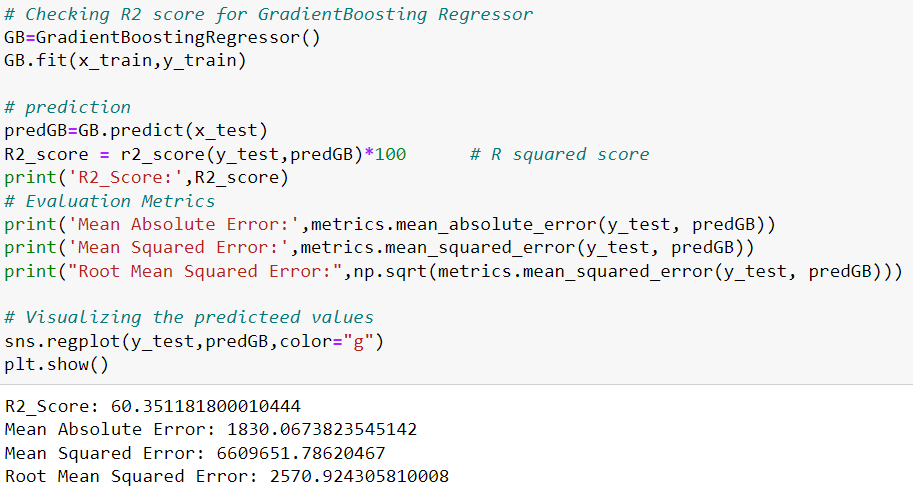 # Checking R2 score for GradientBoosting Regressor
GB=GradientBoostingRegressor()
GB.fit(x_train,y_train)
# prediction
predGB=GB.predict(x_test)
R2_score = r2_score(y_test,predGB)*100      # R squared score
print('R2_Score:',R2_score)
# Evaluation Metrics
print('Mean Absolute Error:',metrics.mean_absolute_error(y_test, predGB))
print('Mean Squared Error:',metrics.mean_squared_error(y_test, predGB))
print("Root Mean Squared Error:",np.sqrt(metrics.mean_squared_error(y_test, predGB)))
# Visualizing the predicteed values
sns.regplot(y_test,predGB,color="g")
plt.show()
R2_Score: 60.351181800010444
Mean Absolute Error: 1830.0673823545142
Mean Squared Error: 6609651.78620467
Root Mean Squared Error: 2570.924305810008